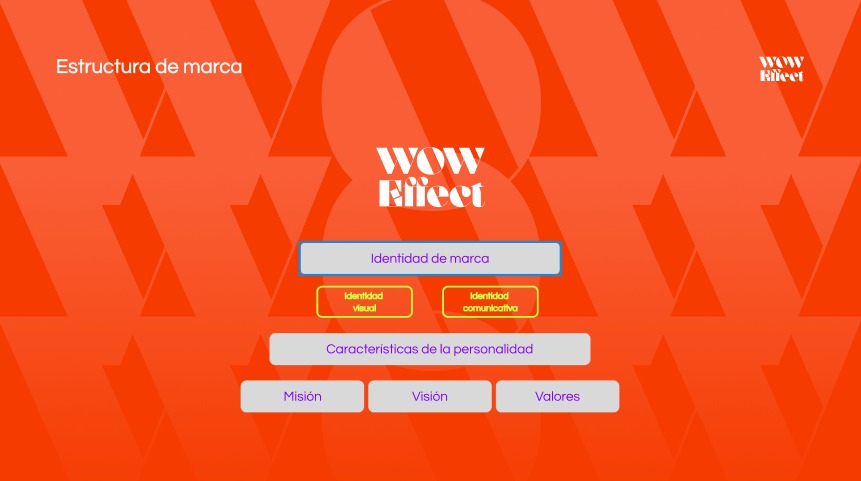 Estructura de marca
WOW
Effect
WOW
Effect
Identidad de marca
Identidad
visual
Identidad
comunicativa
Características de la personalidad
Misión
Visión
Valores